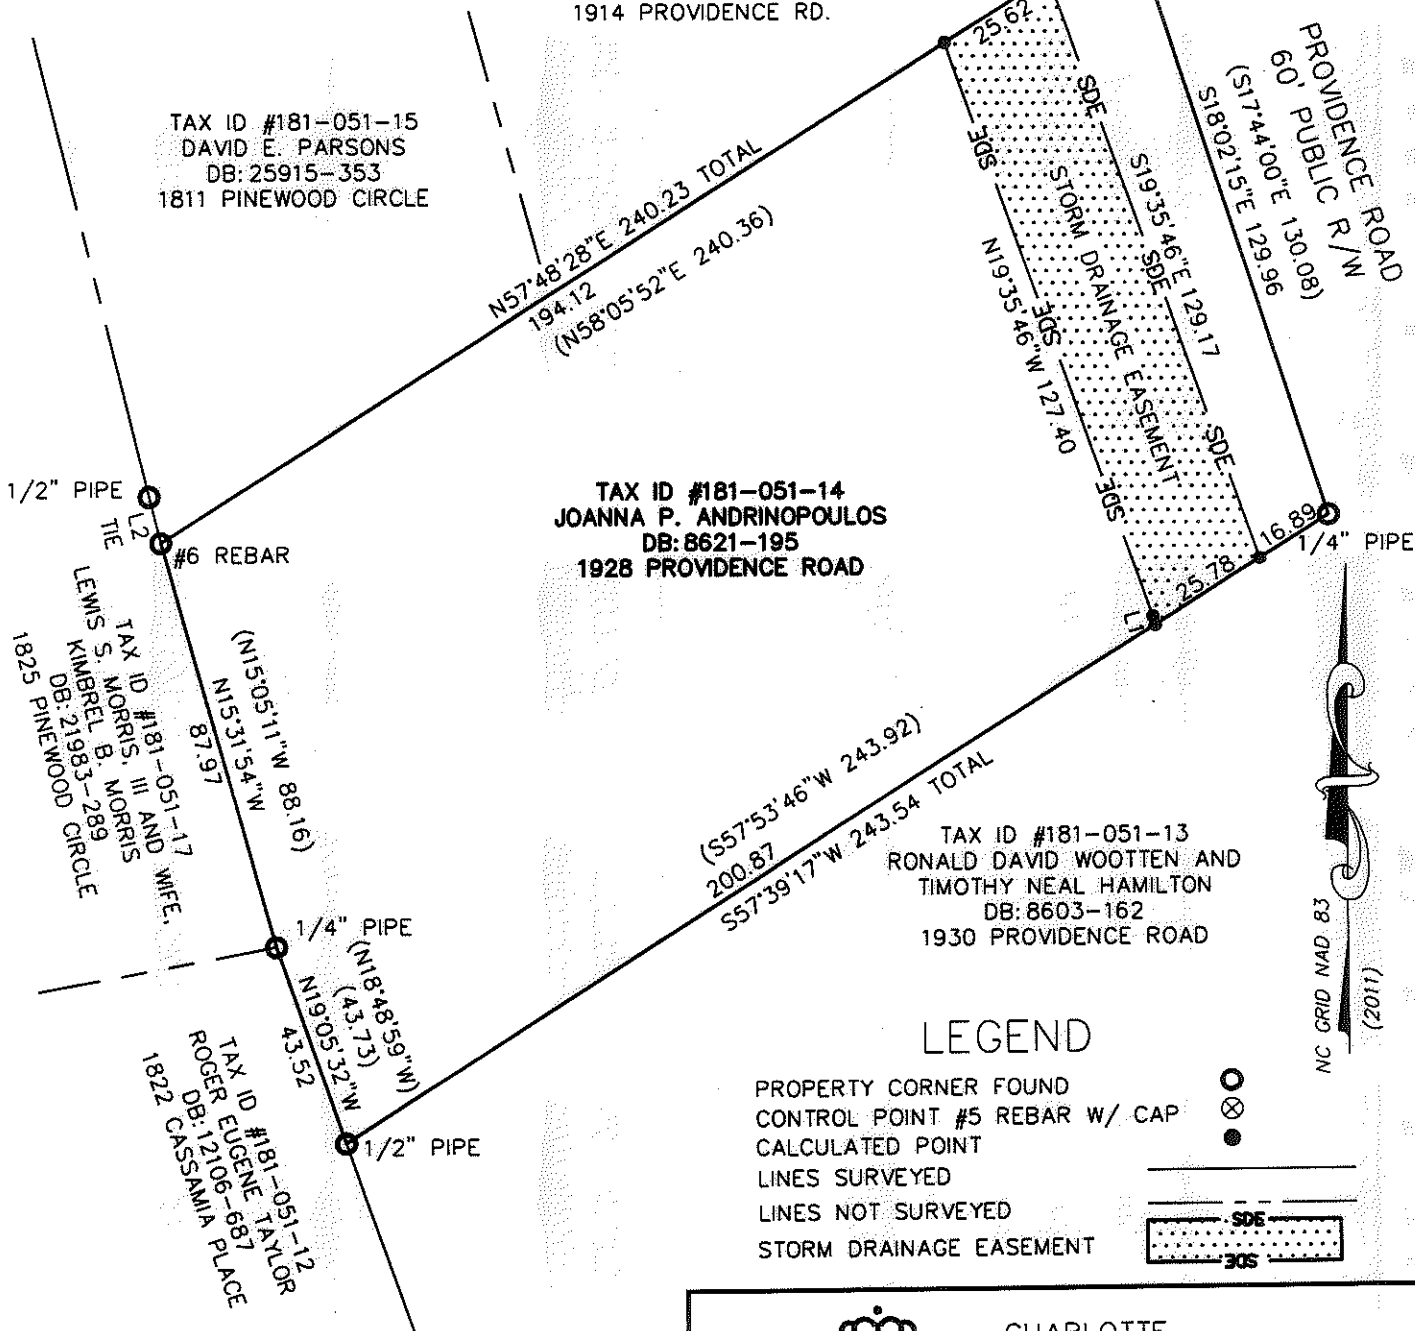 1914 PROVIDENCE RD.
25.62
PROVIDENCE ROAD
60' PUBLIC R/W
(S17°44'00"E 130.08)
S18°02'15"E 129.96
TAX ID #181-051-15
DAVID E. PARSONS
DB: 25915-353
1811 PINEWOOD CIRCLE
N57°48'28"E 240.23 TOTAL
194.12
(N58°05'52"E 240.36)
SDE
SDE
STORM DRAINAGE EASEMENT
S19°35'46"E 129.17
SDE
SDE
N19°35'46"W 127.40
SDE
SDE
1/2" PIPE
L2
TIE
#6 REBAR
TAX ID #181-051-14
JOANNA P. ANDRINOPOULOS
DB: 8621-195
1928 PROVIDENCE ROAD
16.89
1/4" PIPE
25.78
L1
TAX ID #181-051-17
LEWIS S. MORRIS, III AND WIFE,
KIMBREL B. MORRIS
DB: 21983-289
1825 PINEWOOD CIRCLE
(N15°05'11"W 88.16)
N15°31'54"W
87.97
(S57°53'46"W 243.92)
200.87
S57°39'17"W 243.54 TOTAL
TAX ID #181-051-13
RONALD DAVID WOOTTEN AND
TIMOTHY NEAL HAMILTON
DB: 8603-162
1930 PROVIDENCE ROAD
NC GRID NAD 83
(2011)
1/4" PIPE
(N18°48'59"W)
(43.73)
N19°05'32"W
43.52
1/2" PIPE
TAX ID #181-051-12
ROGER EUGENE TAYLOR
DB: 12106-687
1822 CASSAMIA PLACE
LEGEND
PROPERTY CORNER FOUND
CONTROL POINT #5 REBAR W/ CAP
CALCULATED POINT
LINES SURVEYED
LINES NOT SURVEYED
STORM DRAINAGE EASEMENT
SDE
SDE
CHARLOTTE